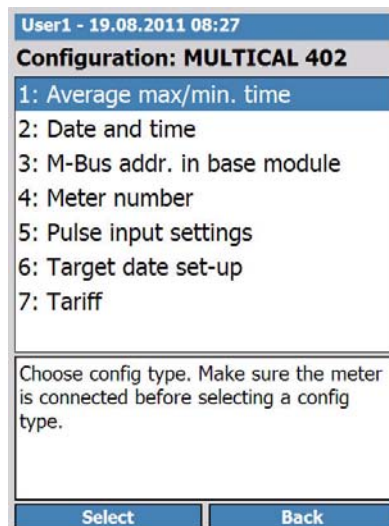 User1 - 19.08.2011 08:27
Configuration: MULTICAL 402
1: Average max/min. time
2: Date and time
3: M-Bus addr. in base module
4: Meter number
5: Pulse input settings
6: Target date set-up
7: Tariff
Choose config type. Make sure the meter
is connected before selecting a config
type.
Select Back